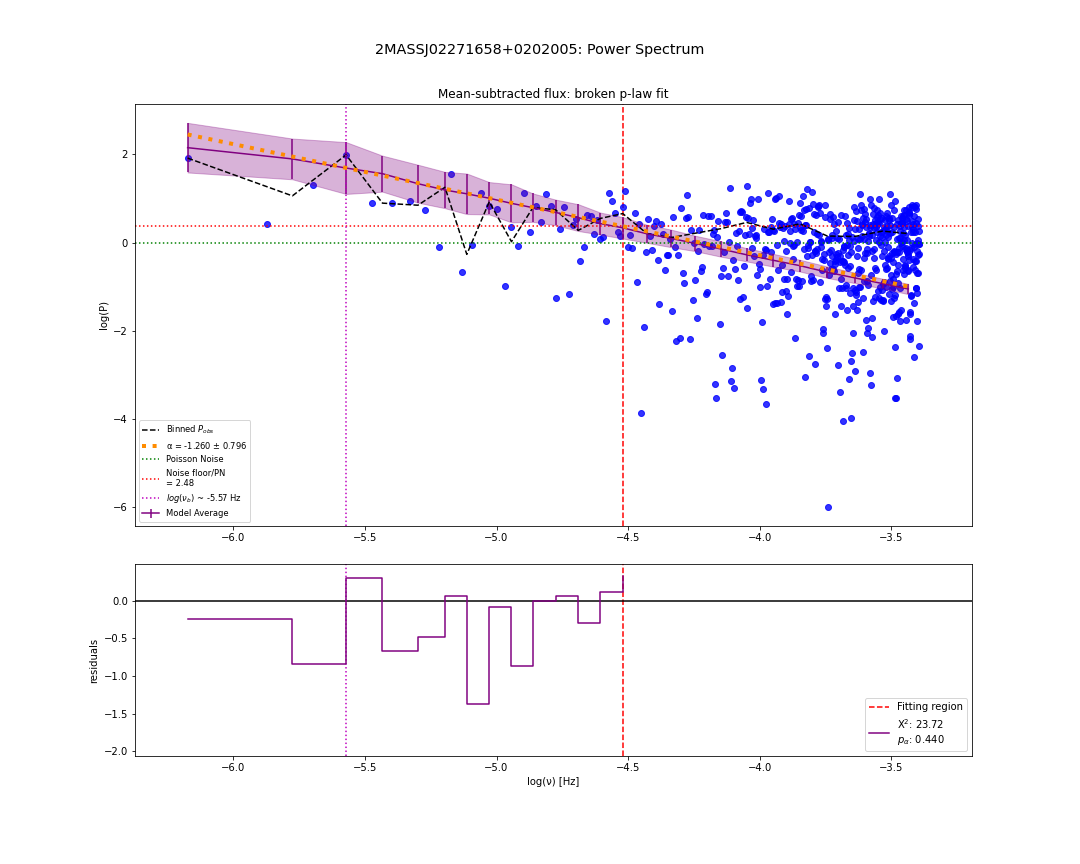 2MASSJ02271658+0202005: Power Spectrum
Mean-subtracted flux: broken p-law fit
log(P)
2
0
−2
−4
−6
Binned P_obs
α = -1.260 ± 0.796
Poisson Noise
Noise floor/PN
= 2.48
log(ν_b) ~ -5.57 Hz
Model Average
−6.0 −5.5 −5.0 −4.5 −4.0 −3.5
residuals
0.0
−0.5
−1.0
−1.5
−2.0
Fitting region
X²: 23.72
p_α: 0.440
−6.0 −5.5 −5.0 −4.5 −4.0 −3.5
log(ν) [Hz]